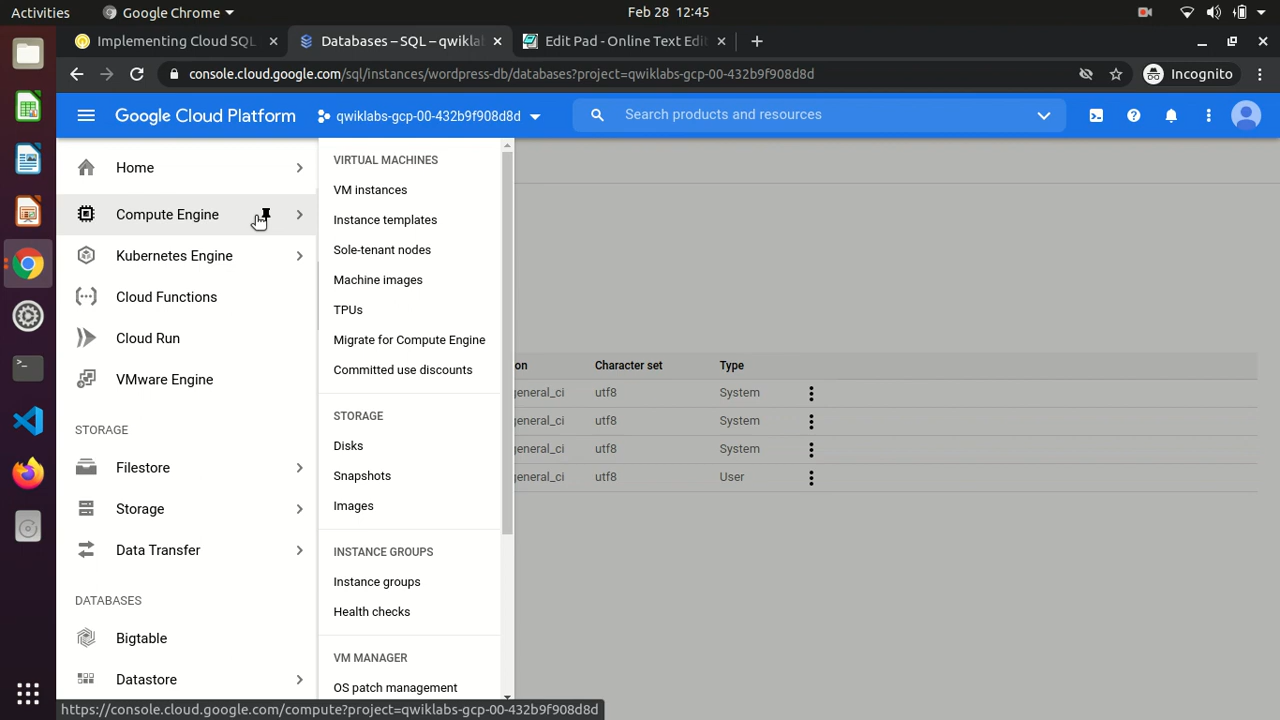 Activities
Google Chrome
Feb 28 12:45
Implementing Cloud SQL
Databases – SQL – qwikla
Edit Pad - Online Text Edit
console.cloud.google.com/sql/instances/wordpress-db/databases?project=qwiklabs-gcp-00-432b9f908d8d
Incognito
Google Cloud Platform
qwiklabs-gcp-00-432b9f908d8d
Search products and resources
Home
Compute Engine
Kubernetes Engine
Cloud Functions
Cloud Run
VMware Engine
STORAGE
Filestore
Storage
Data Transfer
DATABASES
Bigtable
Datastore
VIRTUAL MACHINES
VM instances
Instance templates
Sole-tenant nodes
Machine images
TPUs
Migrate for Compute Engine
Committed use discounts
STORAGE
Disks
Snapshots
Images
INSTANCE GROUPS
Instance groups
Health checks
VM MANAGER
OS patch management
on Character set Type
general_ci utf8 System
general_ci utf8 System
general_ci utf8 System
general_ci utf8 User
https://console.cloud.google.com/compute?project=qwiklabs-gcp-00-432b9f908d8d